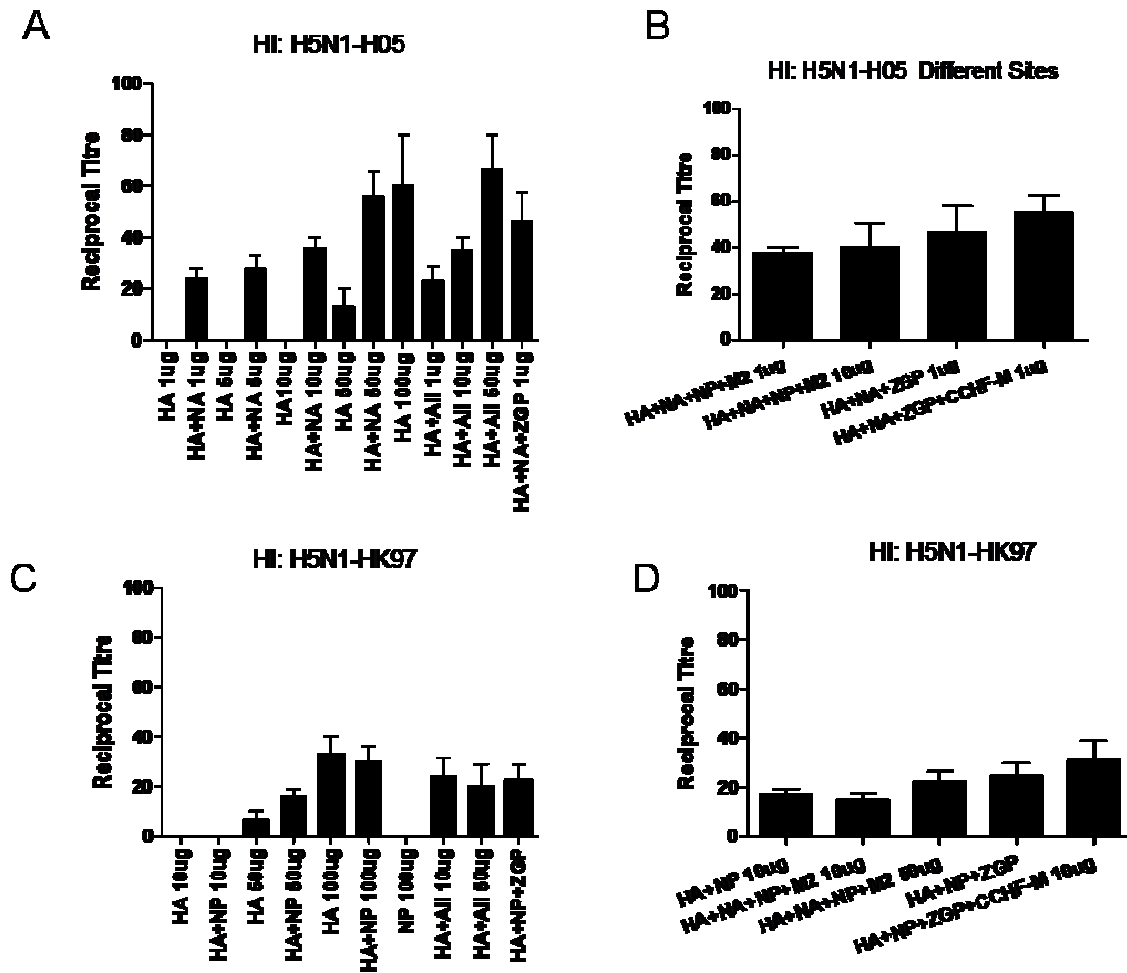 A
HI: H5N1-H05
Reciprocal Titre
100
80
60
40
20
0
HA 1ug
HA+NA 1ug
HA 5ug
HA+NA 5ug
HA10ug
HA+NA 10ug
HA 50ug
HA+NA 50ug
HA 100ug
HA+All 1ug
HA+All 10ug
HA+All 50ug
HA+NA+ZGP 1ug
B
HI: H5N1-H05 Different Sites
Reciprocal Titre
100
80
60
40
20
0
HA+NA+NP+M2 1ug
HA+NA+NP+M2 10ug
HA+NA+ZGP 1ug
HA+NA+ZGP+CCHF-M 1ug
C
HI: H5N1-HK97
Reciprocal Titre
100
80
60
40
20
0
HA 10ug
HA+NP 10ug
HA 50ug
HA+NP 50ug
HA 100ug
HA+NP 100ug
NP 100ug
HA+All 10ug
HA+All 50ug
HA+NP+ZGP
D
HI: H5N1-HK97
Reciprocal Titre
100
80
60
40
20
0
HA+NP 10ug
HA+NA+NP+M2 10ug
HA+NA+NP+M2 50ug
HA+NP+ZGP
HA+NP+ZGP+CCHF-M 10ug